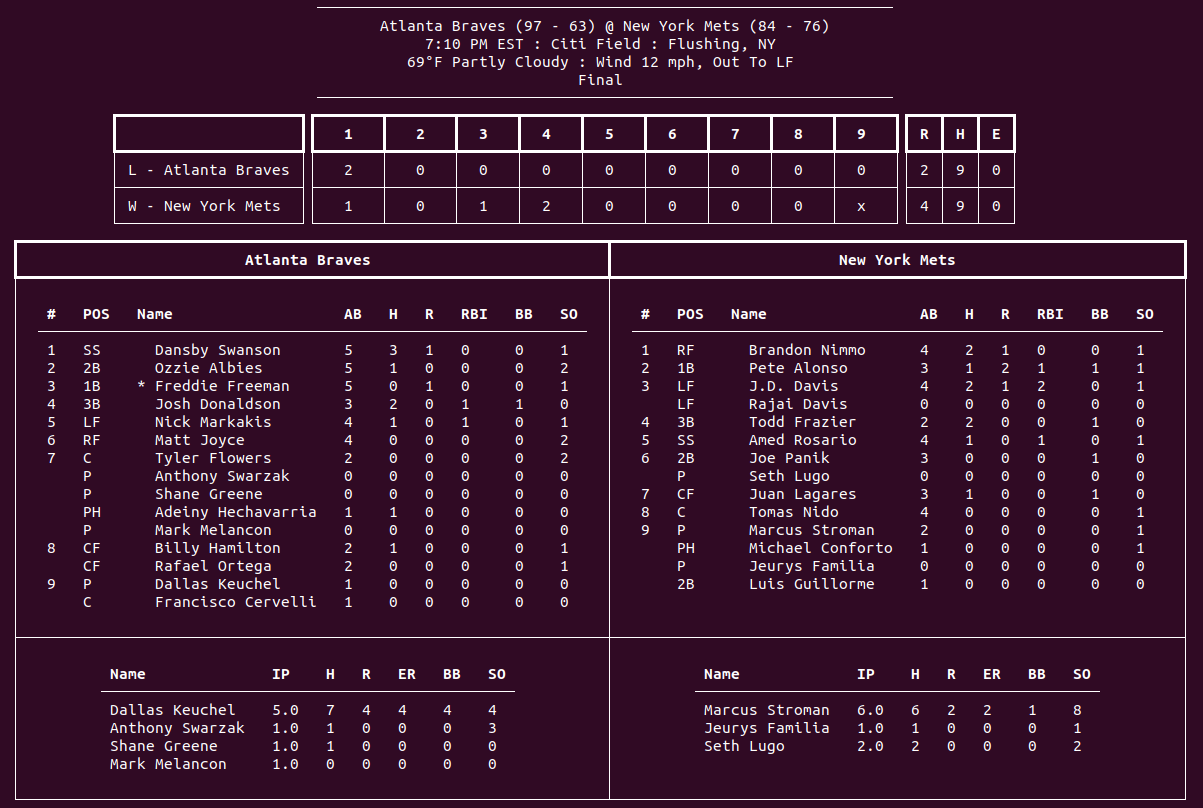 Atlanta Braves (97 - 63) @ New York Mets (84 - 76)
7:10 PM EST : Citi Field : Flushing, NY
69°F Partly Cloudy : Wind 12 mph, Out To LF
Final
1 2 3 4 5 6 7 8 9 R H E
L - Atlanta Braves 2 0 0 0 0 0 0 0 0 2 9 0
W - New York Mets 1 0 1 2 0 0 0 0 x 4 9 0
Atlanta Braves
# POS Name AB H R RBI BB SO
1 SS Dansby Swanson 5 3 1 0 0 1
2 2B Ozzie Albies 5 1 0 0 0 2
3 1B * Freddie Freeman 5 0 1 0 0 1
4 3B Josh Donaldson 3 2 0 1 1 0
5 LF Nick Markakis 4 1 0 1 0 1
6 RF Matt Joyce 4 0 0 0 0 2
7 C Tyler Flowers 2 0 0 0 0 2
P Anthony Swarzak 0 0 0 0 0 0
P Shane Greene 0 0 0 0 0 0
PH Adeiny Hechavarria 1 1 0 0 0 0
P Mark Melancon 0 0 0 0 0 0
8 CF Billy Hamilton 2 1 0 0 0 1
CF Rafael Ortega 2 0 0 0 0 1
9 P Dallas Keuchel 1 0 0 0 0 0
C Francisco Cervelli 1 0 0 0 0 0
Name IP H R ER BB SO
Dallas Keuchel 5.0 7 4 4 4 4
Anthony Swarzak 1.0 1 0 0 0 3
Shane Greene 1.0 1 0 0 0 0
Mark Melancon 1.0 0 0 0 0 0
New York Mets
# POS Name AB H R RBI BB SO
1 RF Brandon Nimmo 4 2 1 0 0 1
2 1B Pete Alonso 3 1 2 1 1 1
3 LF J.D. Davis 4 2 1 2 0 1
LF Rajai Davis 0 0 0 0 0 0
4 3B Todd Frazier 2 2 0 0 1 0
5 SS Amed Rosario 4 1 0 1 0 1
6 2B Joe Panik 3 0 0 0 1 0
P Seth Lugo 0 0 0 0 0 0
7 CF Juan Lagares 3 1 0 0 1 0
8 C Tomas Nido 4 0 0 0 0 1
9 P Marcus Stroman 2 0 0 0 0 1
PH Michael Conforto 1 0 0 0 0 1
P Jeurys Familia 0 0 0 0 0 0
2B Luis Guillorme 1 0 0 0 0 0
Name IP H R ER BB SO
Marcus Stroman 6.0 6 2 2 1 8
Jeurys Familia 1.0 1 0 0 0 1
Seth Lugo 2.0 2 0 0 0 2